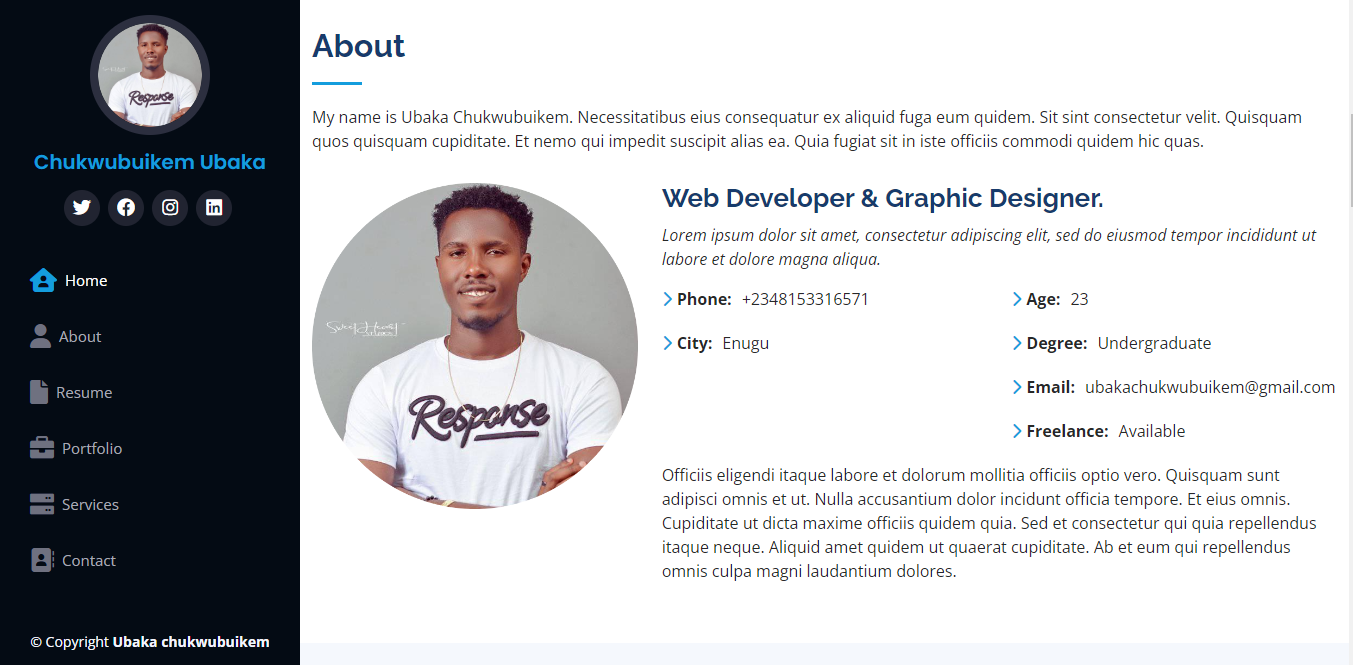 Response
Chukwubuikem Ubaka
Home
About
Resume
Portfolio
Services
Contact
© Copyright Ubaka chukwubuikem
About
My name is Ubaka Chukwubuikem. Necessitatibus eius consequatur ex aliquid fuga eum quidem. Sit sint consectetur velit. Quisquam
quos quisquam cupiditate. Et nemo qui impedit suscipit alias ea. Quia fugiat sit in iste officiis commodi quidem hic quas.
Response
Web Developer & Graphic Designer.
Lorem ipsum dolor sit amet, consectetur adipiscing elit, sed do eiusmod tempor incididunt ut
labore et dolore magna aliqua.
Phone: +2348153316571
City: Enugu
Age: 23
Degree: Undergraduate
Email: ubakachukwubuikem@gmail.com
Freelance: Available
Officiis eligendi itaque labore et dolorum mollitia officiis optio vero. Quisquam sunt
adipisci omnis et ut. Nulla accusantium dolor incidunt officia tempore. Et eius omnis.
Cupiditate ut dicta maxime officiis quidem quia. Sed et consectetur qui quia repellendus
itaque neque. Aliquid amet quidem ut quaerat cupiditate. Ab et eum qui repellendus
omnis culpa magni laudantium dolores.